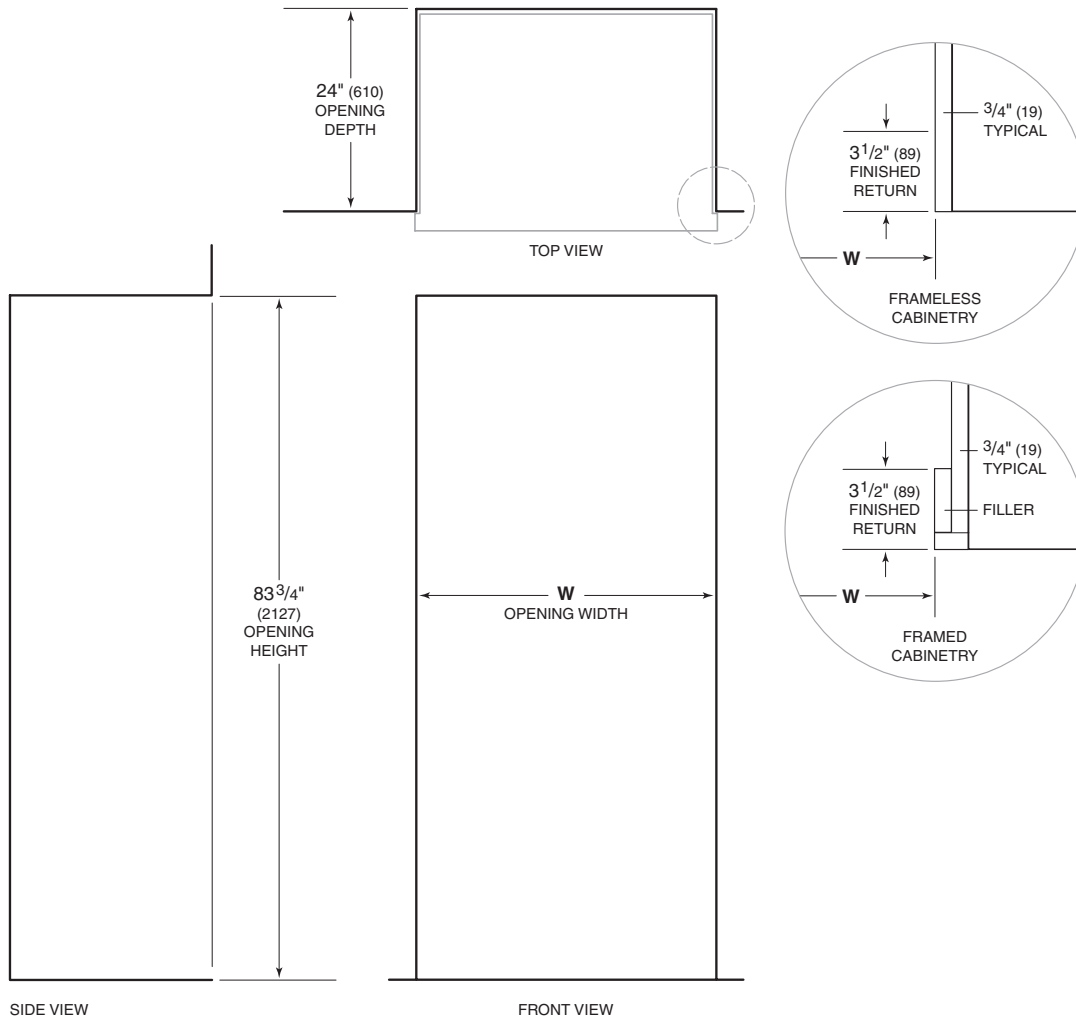 24" (610)
OPENING
DEPTH
TOP VIEW
3/4" (19)
TYPICAL
3 1/2" (89)
FINISHED
RETURN
W
FRAMELESS
CABINETRY
3/4" (19)
TYPICAL
3 1/2" (89)
FINISHED
RETURN
FILLER
W
FRAMED
CABINETRY
83 3/4"
(2127)
OPENING
HEIGHT
W
OPENING WIDTH
SIDE VIEW
FRONT VIEW